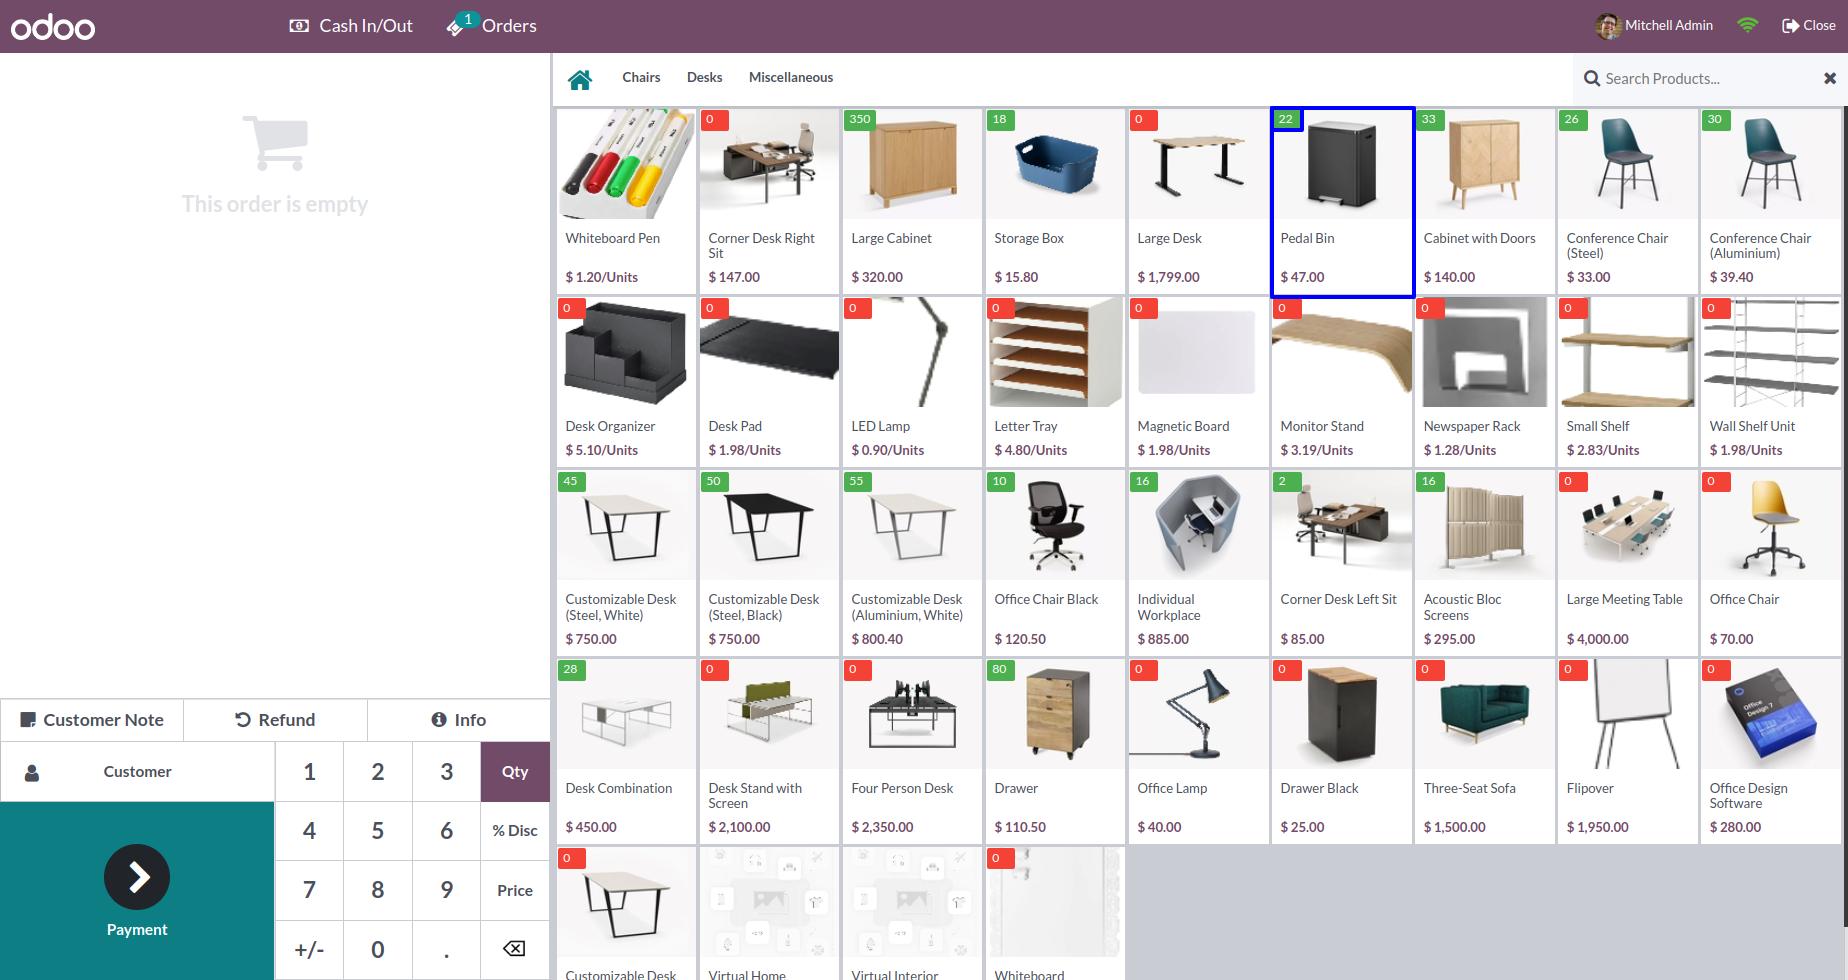 odoo
Cash In/Out
1
Orders
Mitchell Admin
Close
This order is empty
Chairs
Desks
Miscellaneous
Search Products...
Whiteboard Pen
$ 1.20/Units
0
Corner Desk Right
Sit
$ 147.00
350
Large Cabinet
$ 320.00
18
Storage Box
$ 15.80
0
Large Desk
$ 1,799.00
22
Pedal Bin
$ 47.00
33
Cabinet with Doors
$ 140.00
26
Conference Chair
(Steel)
$ 33.00
30
Conference Chair
(Aluminium)
$ 39.40
0
Desk Organizer
$ 5.10/Units
0
Desk Pad
$ 1.98/Units
0
LED Lamp
$ 0.90/Units
0
Letter Tray
$ 4.80/Units
0
Magnetic Board
$ 1.98/Units
0
Monitor Stand
$ 3.19/Units
0
Newspaper Rack
$ 1.28/Units
0
Small Shelf
$ 2.83/Units
0
Wall Shelf Unit
$ 1.98/Units
45
Customizable Desk
(Steel, White)
$ 750.00
50
Customizable Desk
(Steel, Black)
$ 750.00
55
Customizable Desk
(Aluminium, White)
$ 800.40
10
Office Chair Black
$ 120.50
16
Individual
Workplace
$ 885.00
2
Corner Desk Left Sit
$ 85.00
16
Acoustic Bloc
Screens
$ 295.00
0
Large Meeting Table
$ 4,000.00
0
Office Chair
$ 70.00
28
Desk Combination
$ 450.00
0
Desk Stand with
Screen
$ 2,100.00
0
Four Person Desk
$ 2,350.00
80
Drawer
$ 110.50
0
Office Lamp
$ 40.00
0
Drawer Black
$ 25.00
0
Three-Seat Sofa
$ 1,500.00
0
Flipover
$ 1,950.00
0
Office
Design 7
Office Design
Software
$ 280.00
0
Customizable Desk
Virtual Home
Virtual Interior
0
Whiteboard
Customer Note
Refund
Info
Customer
1
2
3
Qty
4
5
6
% Disc
7
8
9
Price
+/-
0
.
Payment